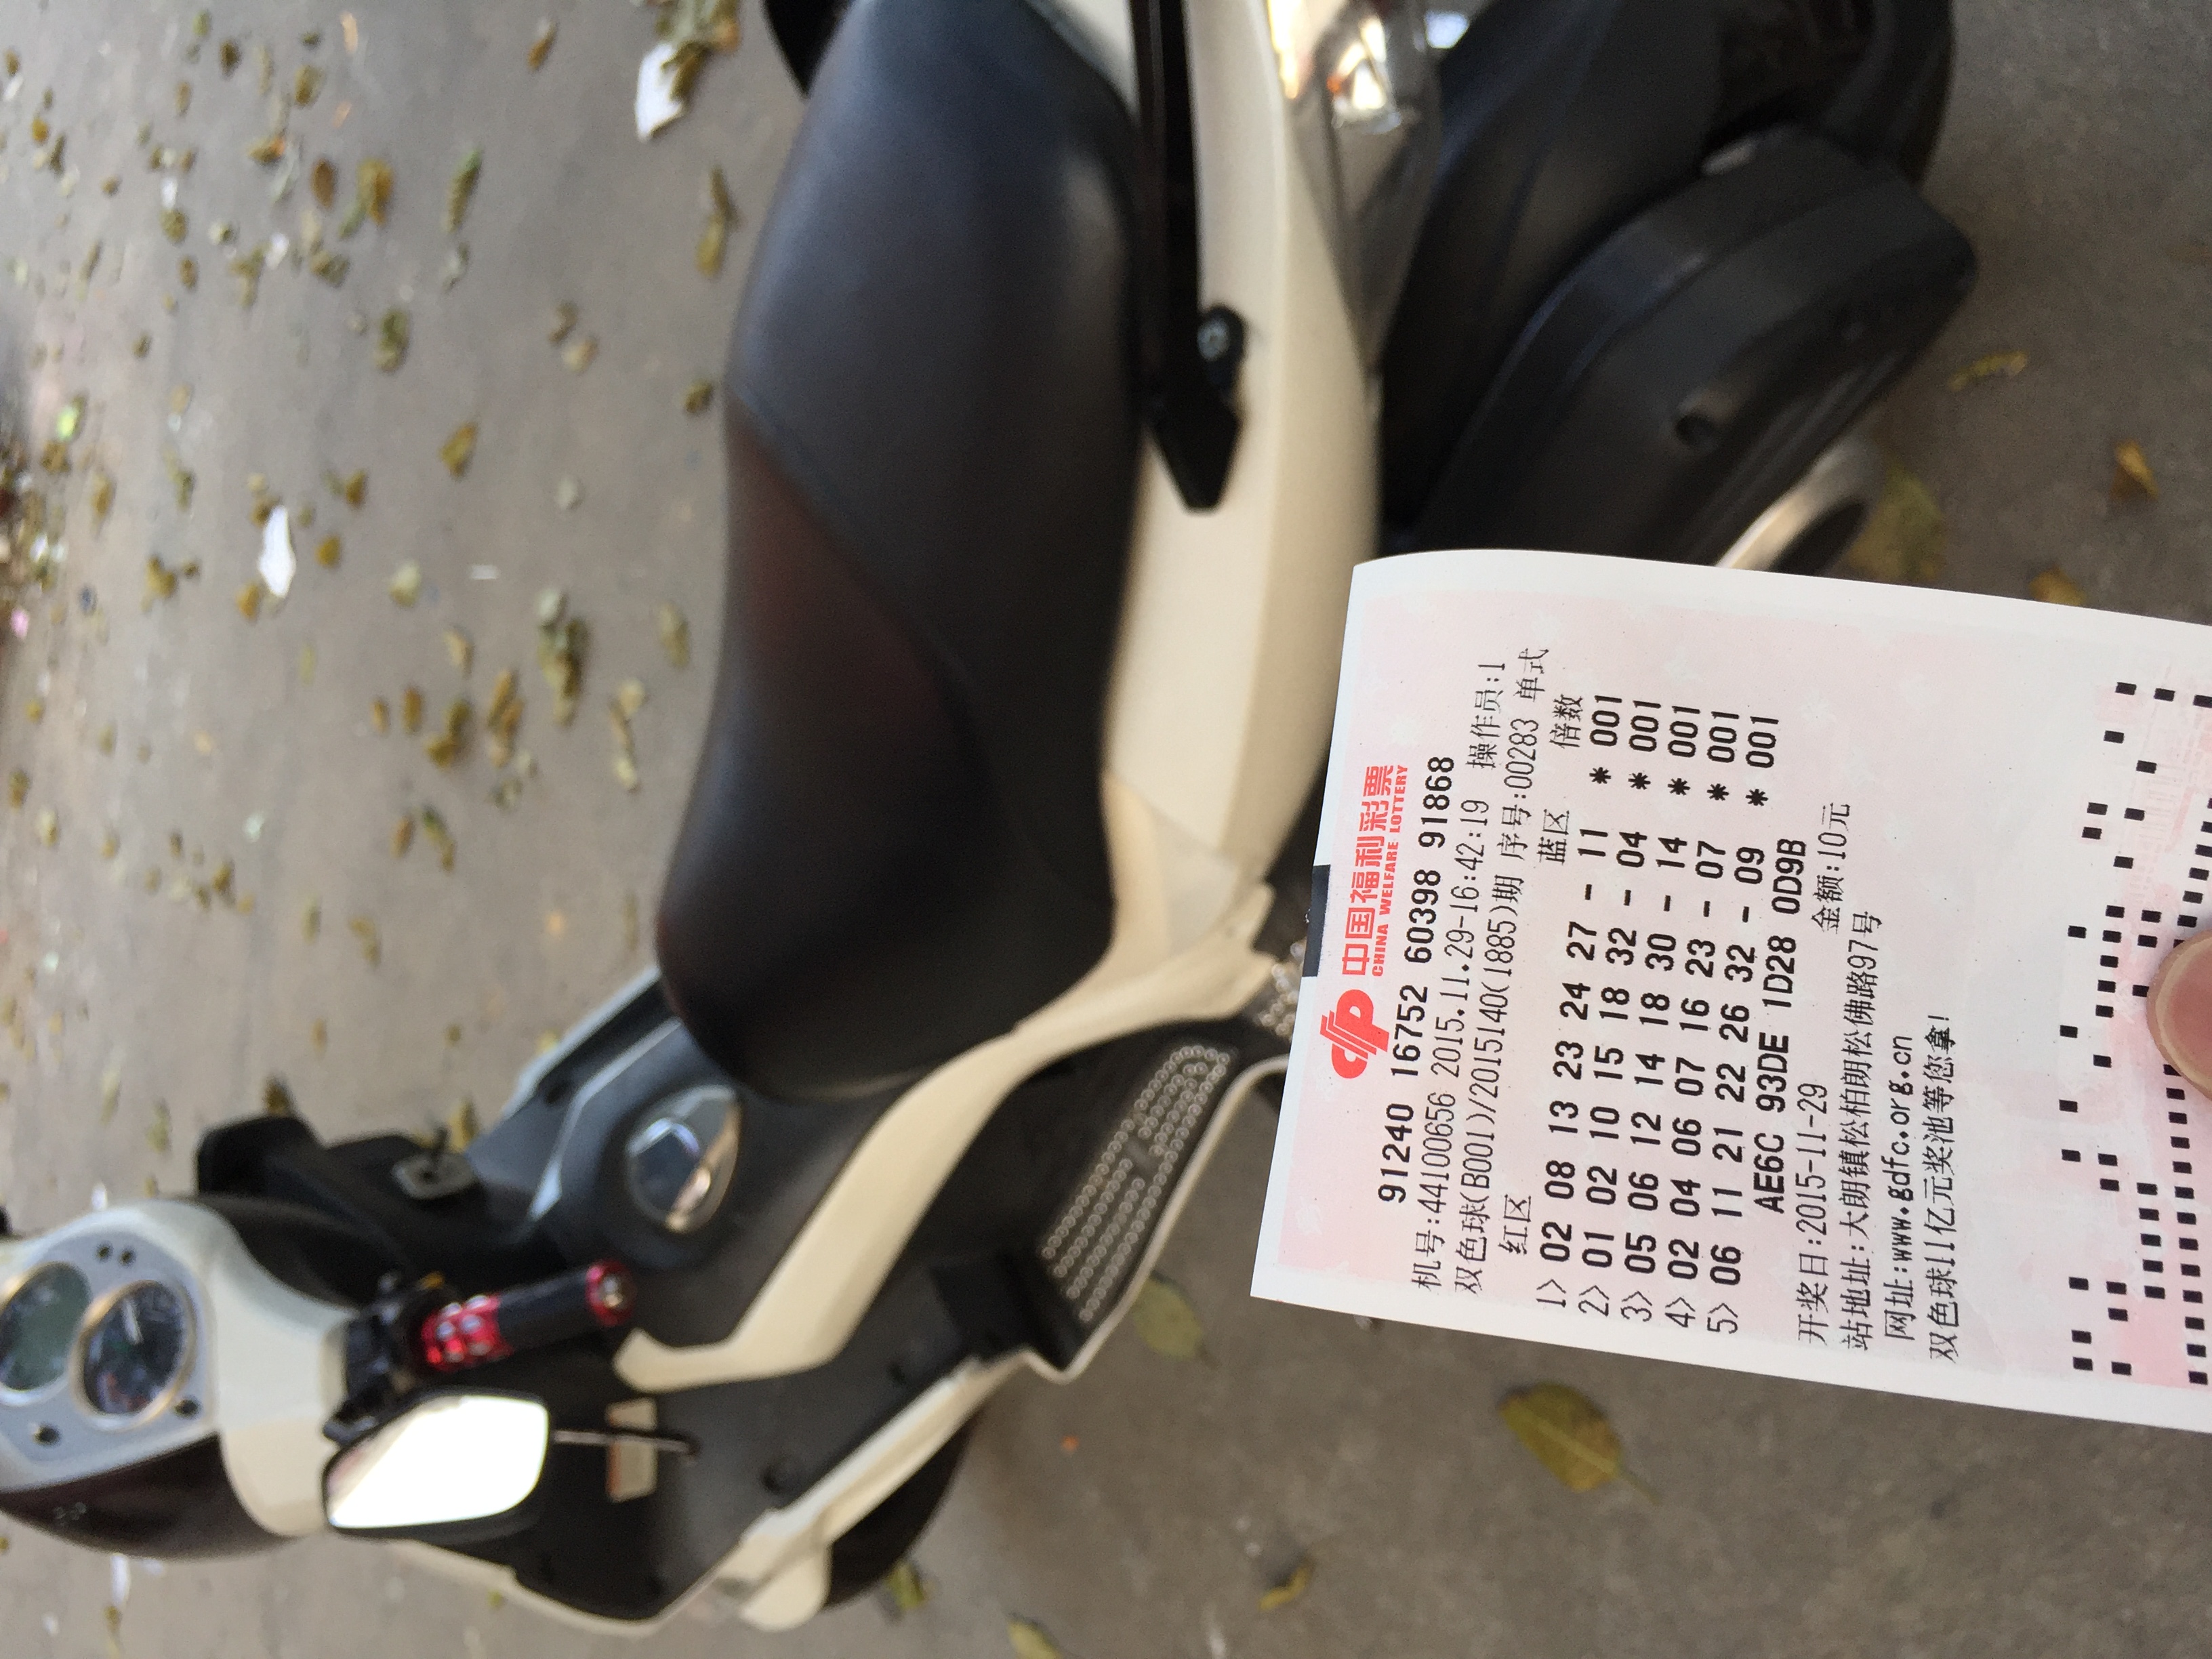 中国福利彩票
CHINA WELFARE LOTTERY
91240 16752 60398 91868
机号:44100656 2015.11.29-16:42:19 操作员:1
双色球(B001)/2015140(1885)期 序号:00283 单式
红区 蓝区 倍数
1> 02 08 13 23 24 27 - 11 * 001
2> 01 02 10 15 18 32 - 04 * 001
3> 05 06 12 14 18 30 - 14 * 001
4> 02 04 06 07 16 23 - 07 * 001
5> 06 11 21 22 26 32 - 09 * 001
AE6C 93DE 1D28 0D9B
开奖日:2015-11-29 金额:10元
站地址:大朗镇松柏朗松佛路97号
网址:www.gdfc.org.cn
双色球11亿元奖池等您拿!